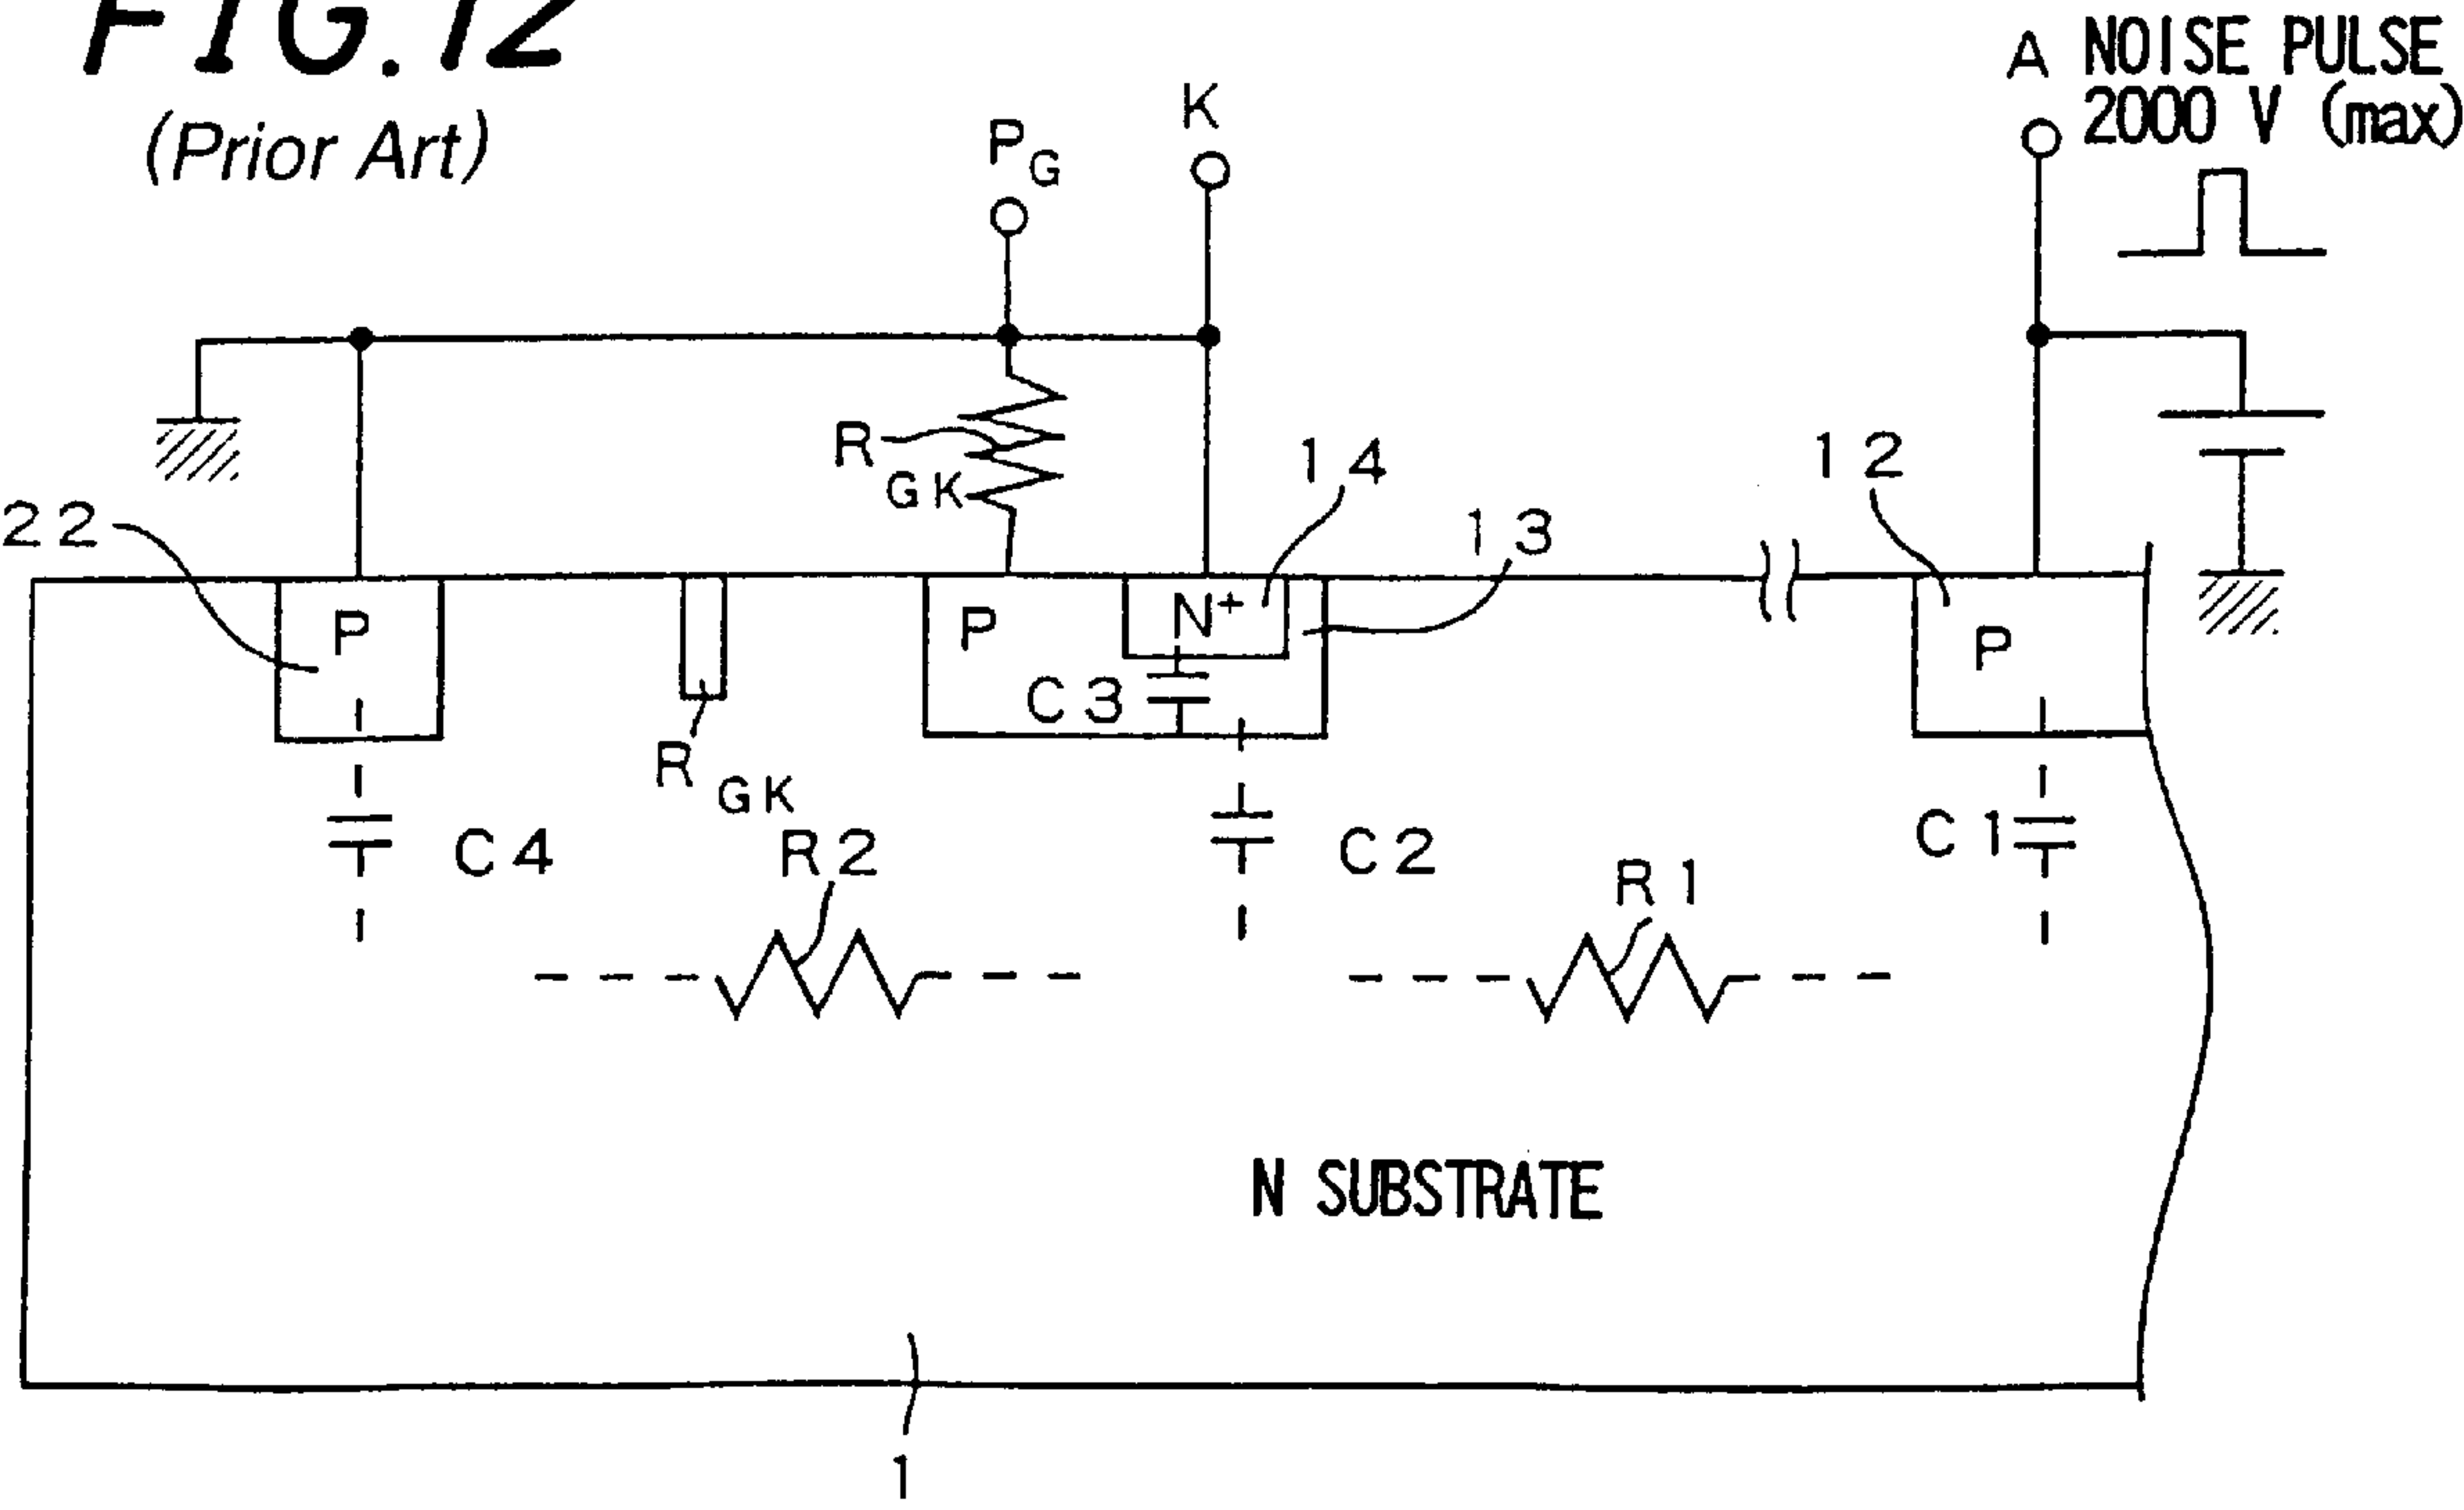 FIG.12
(Prior Art)
A NOISE PULSE
2000 V (max)
K
PG
RGK
14
12
13
22
P
P
N+
P
C3
RGK
C4
R2
C2
R1
C1
N SUBSTRATE
1